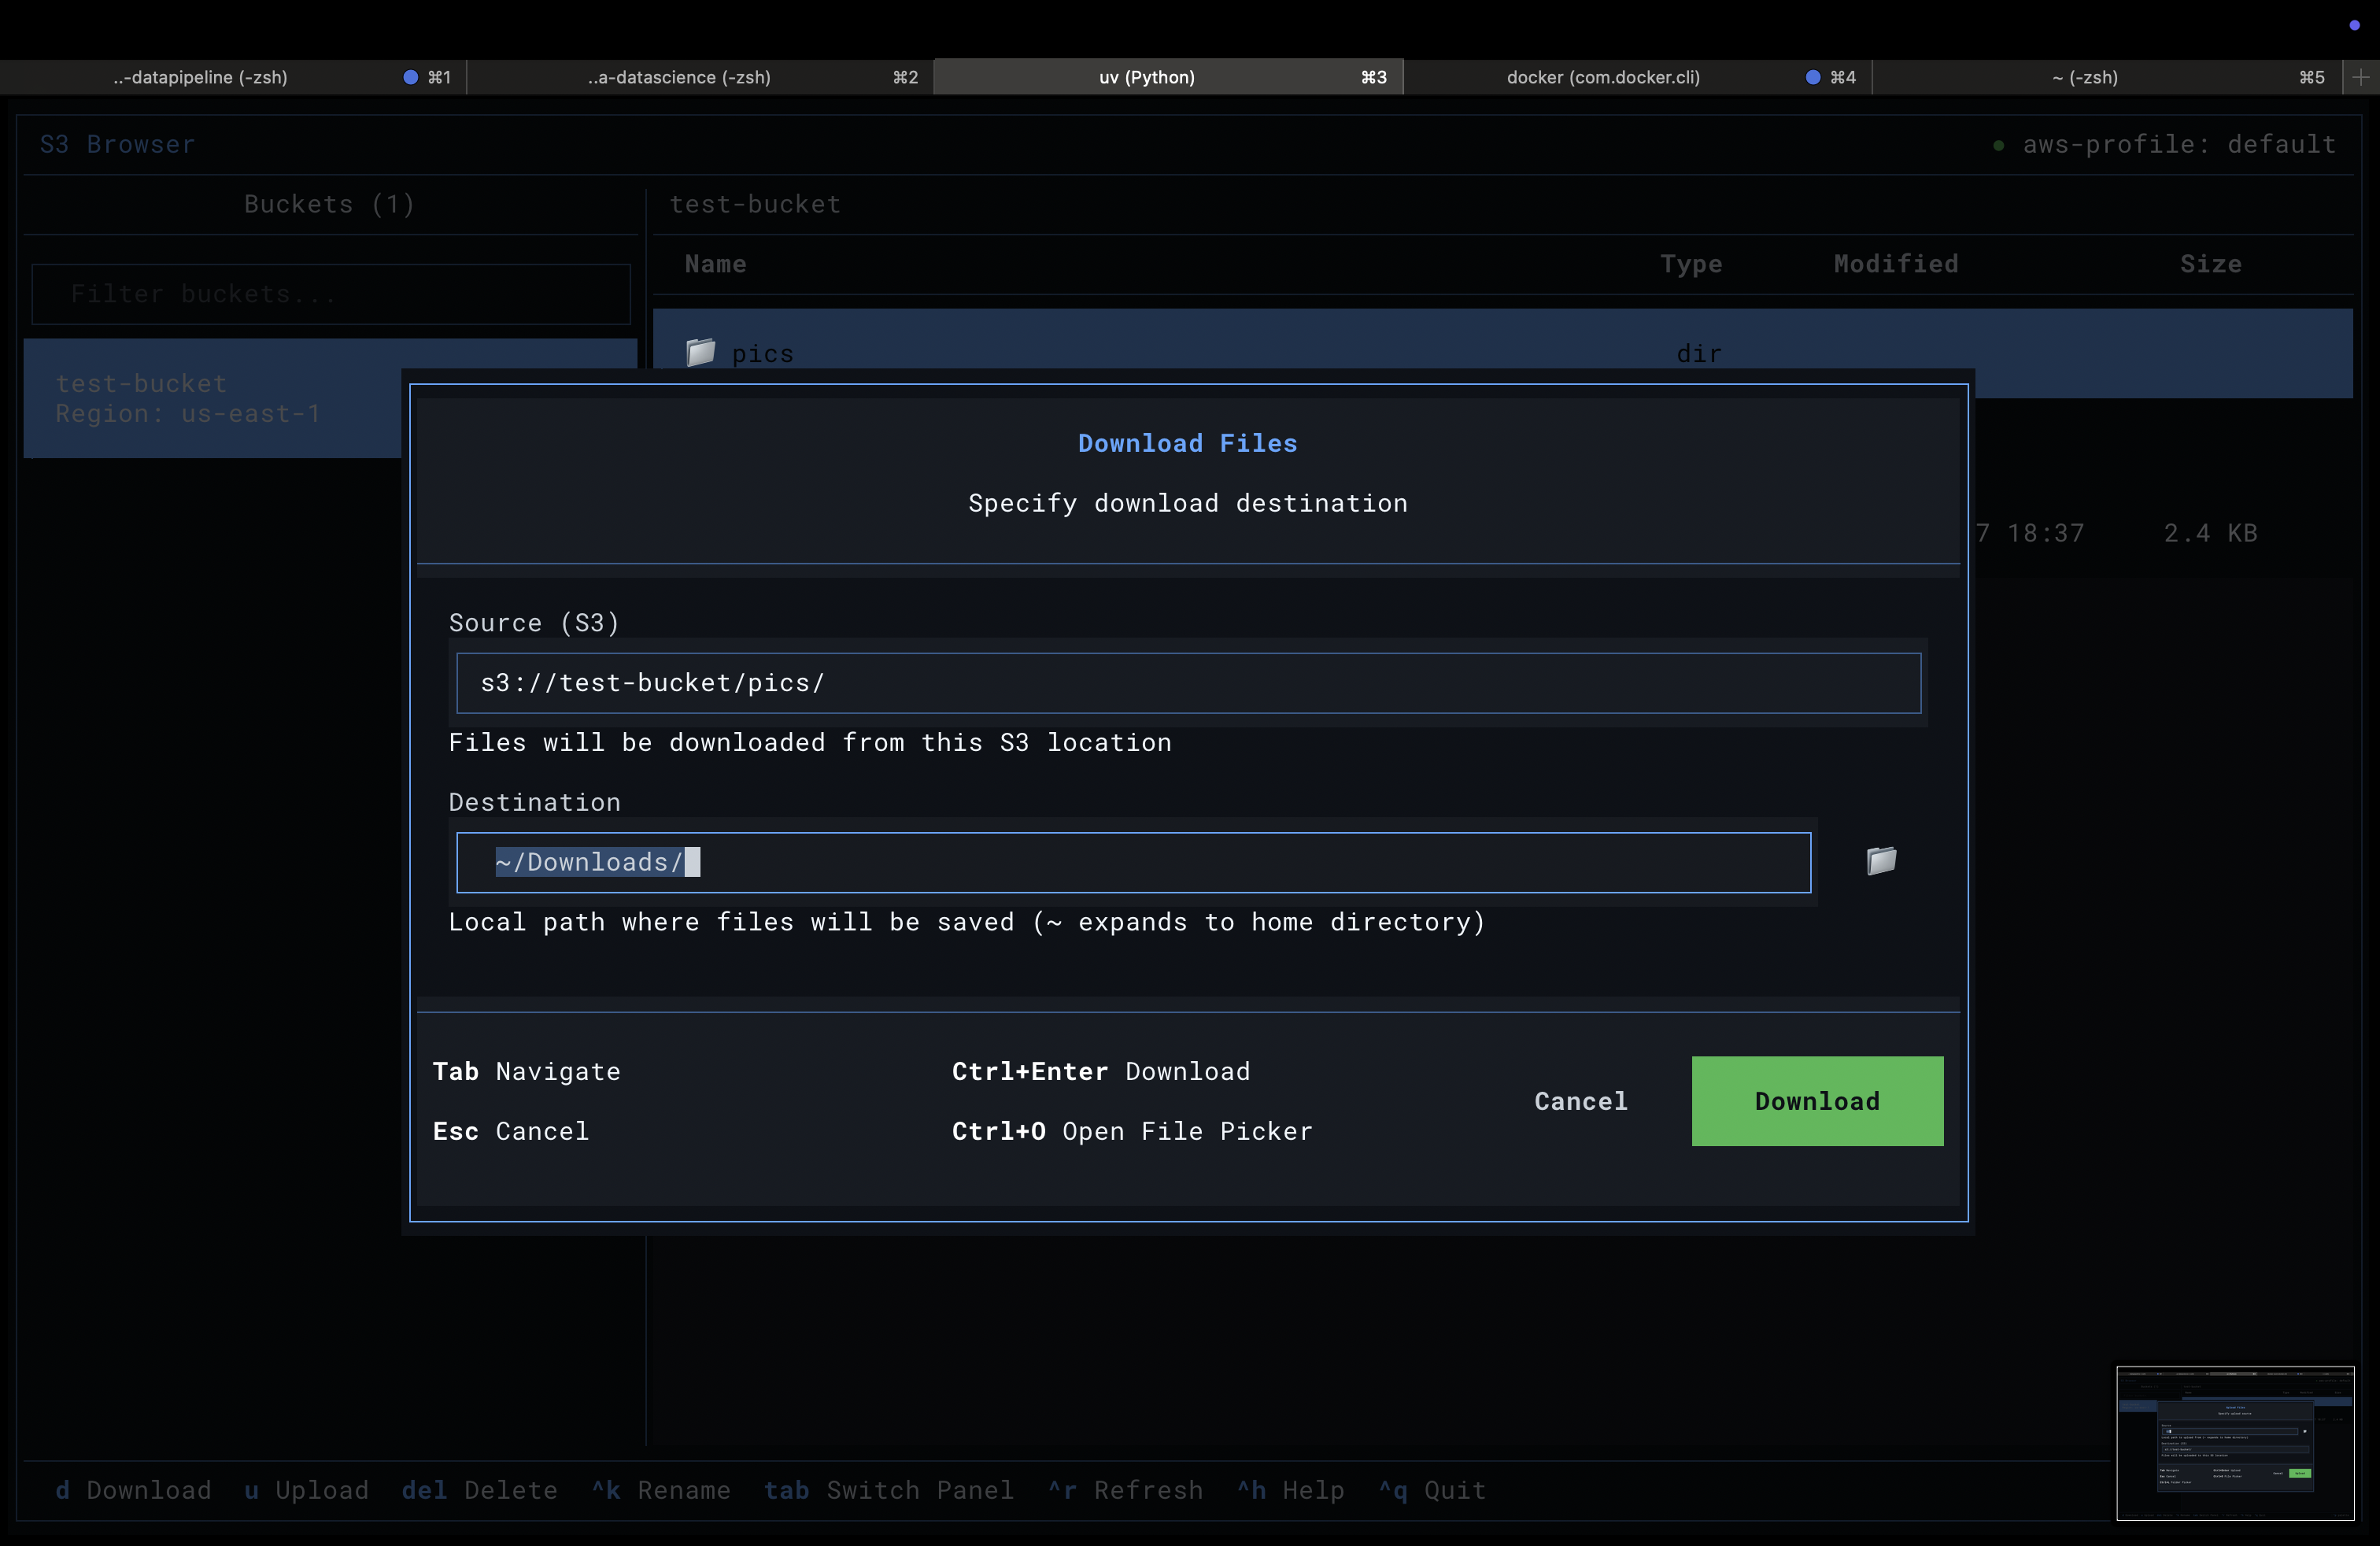 ..-datapipeline (-zsh) ⌘1 ..a-datascience (-zsh) ⌘2 uv (Python) ⌘3 docker (com.docker.cli) ⌘4 ~ (-zsh) ⌘5
S3 Browser
aws-profile: default
Buckets (1)
test-bucket
Name Type Modified Size
Filter buckets...
pics dir
test-bucket
Region: us-east-1
7 18:37 2.4 KB
Download Files
Specify download destination
Source (S3)
s3://test-bucket/pics/
Files will be downloaded from this S3 location
Destination
~/Downloads/
Local path where files will be saved (~ expands to home directory)
Tab Navigate
Ctrl+Enter Download
Esc Cancel
Ctrl+O Open File Picker
Cancel
Download
d Download u Upload del Delete ^k Rename tab Switch Panel ^r Refresh ^h Help ^q Quit